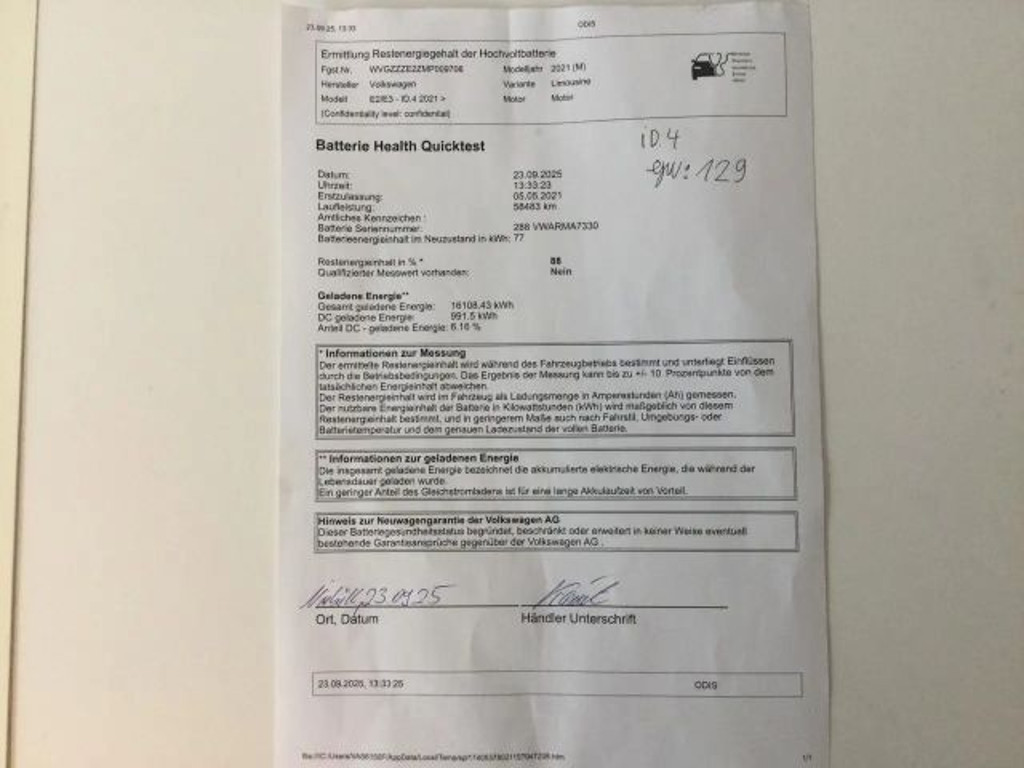 23.09.25, 13:33 ODIS
Ermittlung Restenergiegehalt der Hochvoltbatterie
Fgst.Nr. WVGZZZE2ZMP009706 Modelljahr 2021 (M)
Hersteller Volkswagen Variante Limousine
Modell E2/E3 - ID.4 2021 > Motor Motor
(Confidentiality level: confidential)
iD.4
129
Batterie Health Quicktest
Datum: 23.09.2025
Uhrzeit: 13:33:23
Erstzulassung: 05.05.2021
Laufleistung: 58483 km
Amtliches Kennzeichen :
Batterie Seriennummer: 288 VWARMA7330
Batterieenergieinhalt im Neuzustand in kWh: 77
Restenergieinhalt in % * 88
Qualifizierter Messwert vorhanden: Nein
Geladene Energie**
Gesamt geladene Energie: 16108.43 kWh
DC geladene Energie: 991.5 kWh
Anteil DC - geladene Energie: 6.16 %
* Informationen zur Messung
Der ermittelte Restenergieinhalt wird während des Fahrzeugbetriebs bestimmt und unterliegt Einflüssen
durch die Betriebsbedingungen. Das Ergebnis der Messung kann bis zu +/- 10 Prozentpunkte von dem
tatsächlichen Energieinhalt abweichen.
Der Restenergieinhalt wird im Fahrzeug als Ladungsmenge in Amperestunden (Ah) gemessen.
Der nutzbare Energieinhalt der Batterie in Kilowattstunden (kWh) wird maßgeblich von diesem
Restenergieinhalt bestimmt, und in geringerem Maße auch nach Fahrstil, Umgebungs- oder
Batterietemperatur und dem genauen Ladezustand der vollen Batterie.
** Informationen zur geladenen Energie
Die insgesamt geladene Energie bezeichnet die akkumulierte elektrische Energie, die während der
Lebensdauer geladen wurde.
Ein geringer Anteil des Gleichstromladens ist für eine lange Akkulaufzeit von Vorteil.
Hinweis zur Neuwagengarantie der Volkswagen AG
Dieser Batteriegesundheitsstatus begründet, beschränkt oder erweitert in keiner Weise eventuell
bestehende Garantieansprüche gegenüber der Volkswagen AG .
23.09.25
Ort, Datum Händler Unterschrift
23.09.2025, 13:33:25 ODIS
1/1